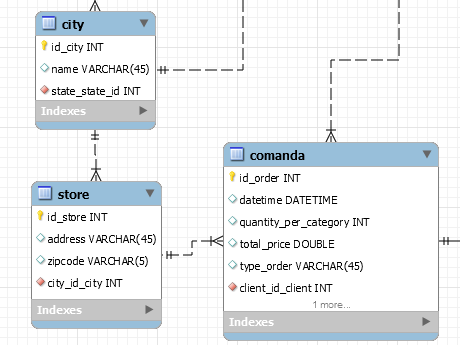 city
id_city INT
name VARCHAR(45)
state_state_id INT
Indexes
store
id_store INT
address VARCHAR(45)
zipcode VARCHAR(5)
city_id_city INT
Indexes
comanda
id_order INT
datetime DATETIME
quantity_per_category INT
total_price DOUBLE
type_order VARCHAR(45)
client_id_client INT
1 more...
Indexes